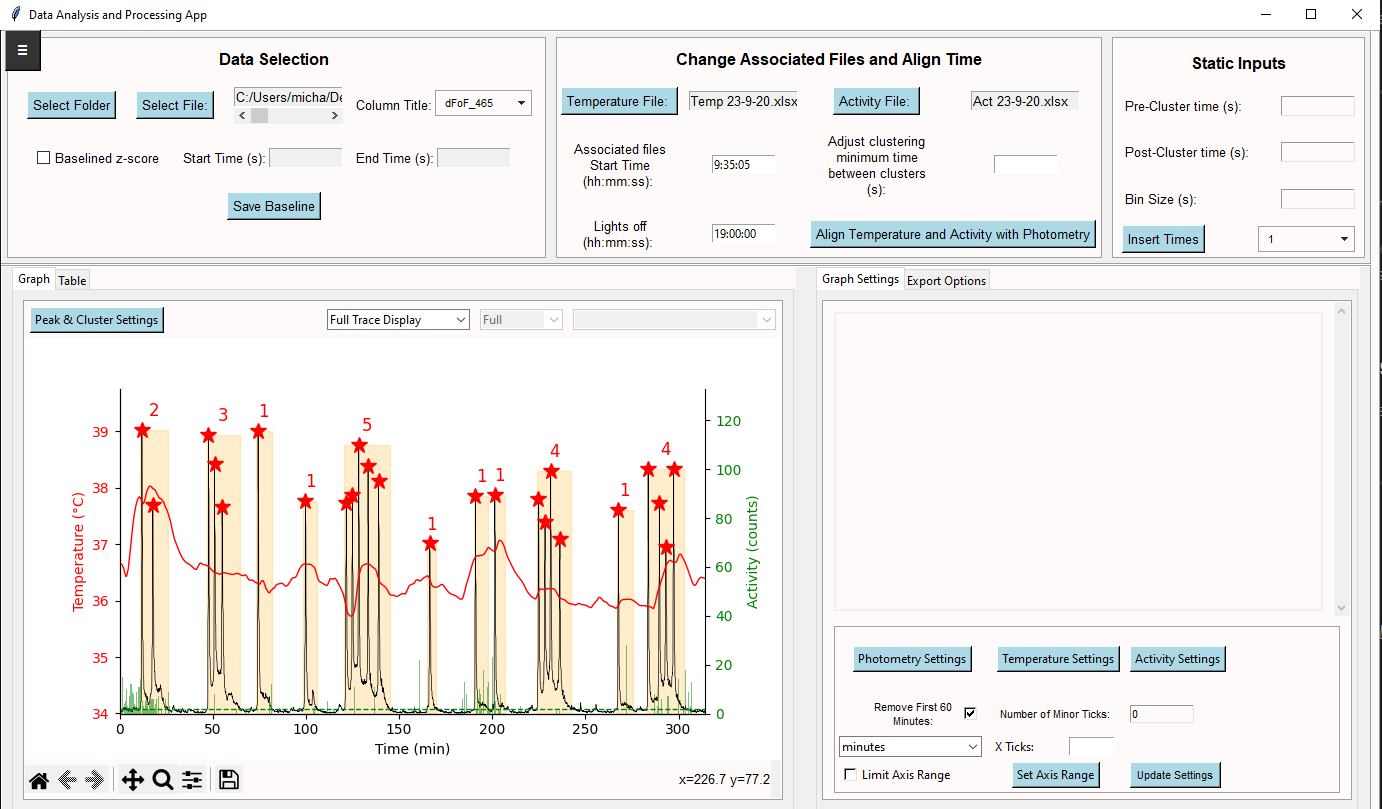 Data Analysis and Processing App
Data Selection
Select Folder
Select File:
C:/Users/micha/De
Column Title:
dFoF_465
Baselined z-score
Start Time (s):
End Time (s):
Save Baseline
Change Associated Files and Align Time
Temperature File:
Temp 23-9-20.xlsx
Activity File:
Act 23-9-20.xlsx
Associated files
Start Time
(hh:mm:ss):
9:35:05
Adjust clustering
minimum time
between clusters
(s):
Lights off
(hh:mm:ss):
19:00:00
Align Temperature and Activity with Photometry
Static Inputs
Pre-Cluster time (s):
Post-Cluster time (s):
Bin Size (s):
Insert Times
1
Graph
Table
Peak & Cluster Settings
Full Trace Display
Full
2
3
1
1
5
1
1
1
4
1
4
39
38
37
36
35
34
Temperature (°C)
120
100
80
60
40
20
0
Activity (counts)
0
50
100
150
200
250
300
Time (min)
x=226.7 y=77.2
Graph Settings
Export Options
Photometry Settings
Temperature Settings
Activity Settings
Remove First 60
Minutes:
Number of Minor Ticks:
0
minutes
X Ticks:
Limit Axis Range
Set Axis Range
Update Settings